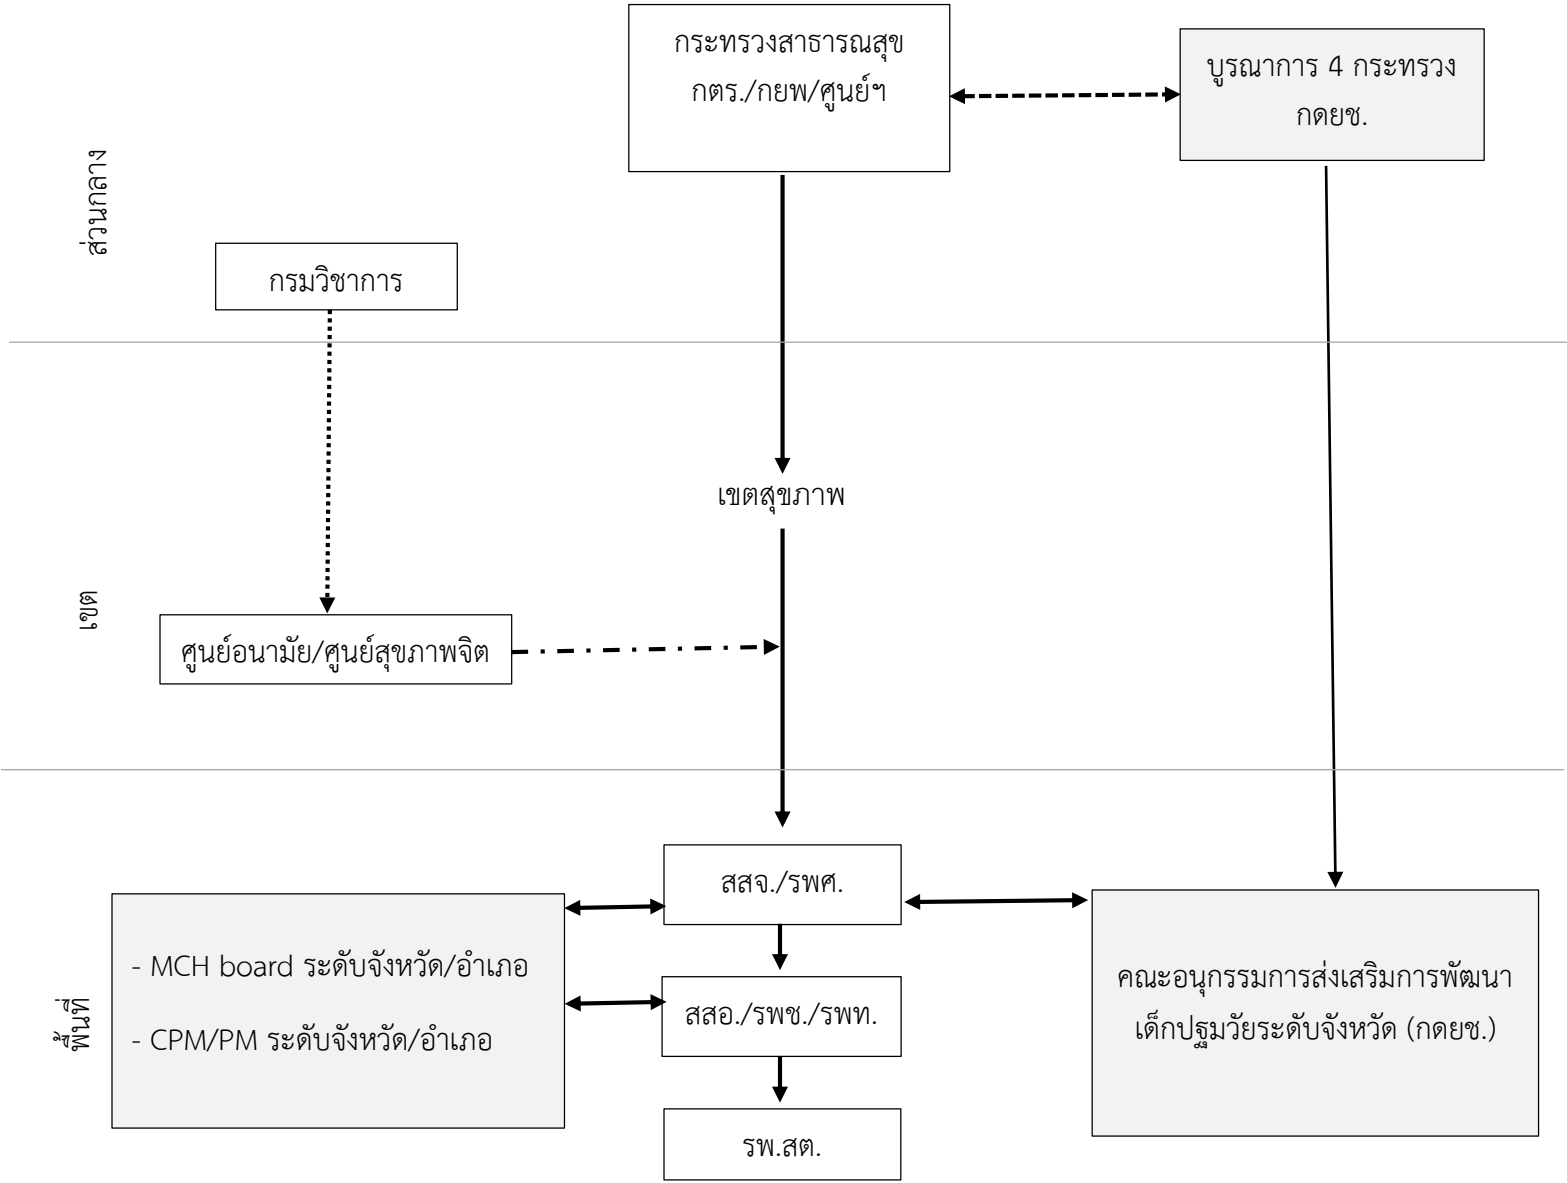 กระทรวงสาธารณสุข
กตร./กยพ/ศูนย์ฯ
บูรณาการ 4 กระทรวง
กดยช.
ส่วนกลาง
กรมวิชาการ
เขตสุขภาพ
เขต
ศูนย์อนามัย/ศูนย์สุขภาพจิต
สสจ./รพศ.
- MCH board ระดับจังหวัด/อำเภอ
- CPM/PM ระดับจังหวัด/อำเภอ
สสอ./รพช./รพท.
คณะอนุกรรมการส่งเสริมการพัฒนา
เด็กปฐมวัยระดับจังหวัด (กดยช.)
พื้นที่
รพ.สต.